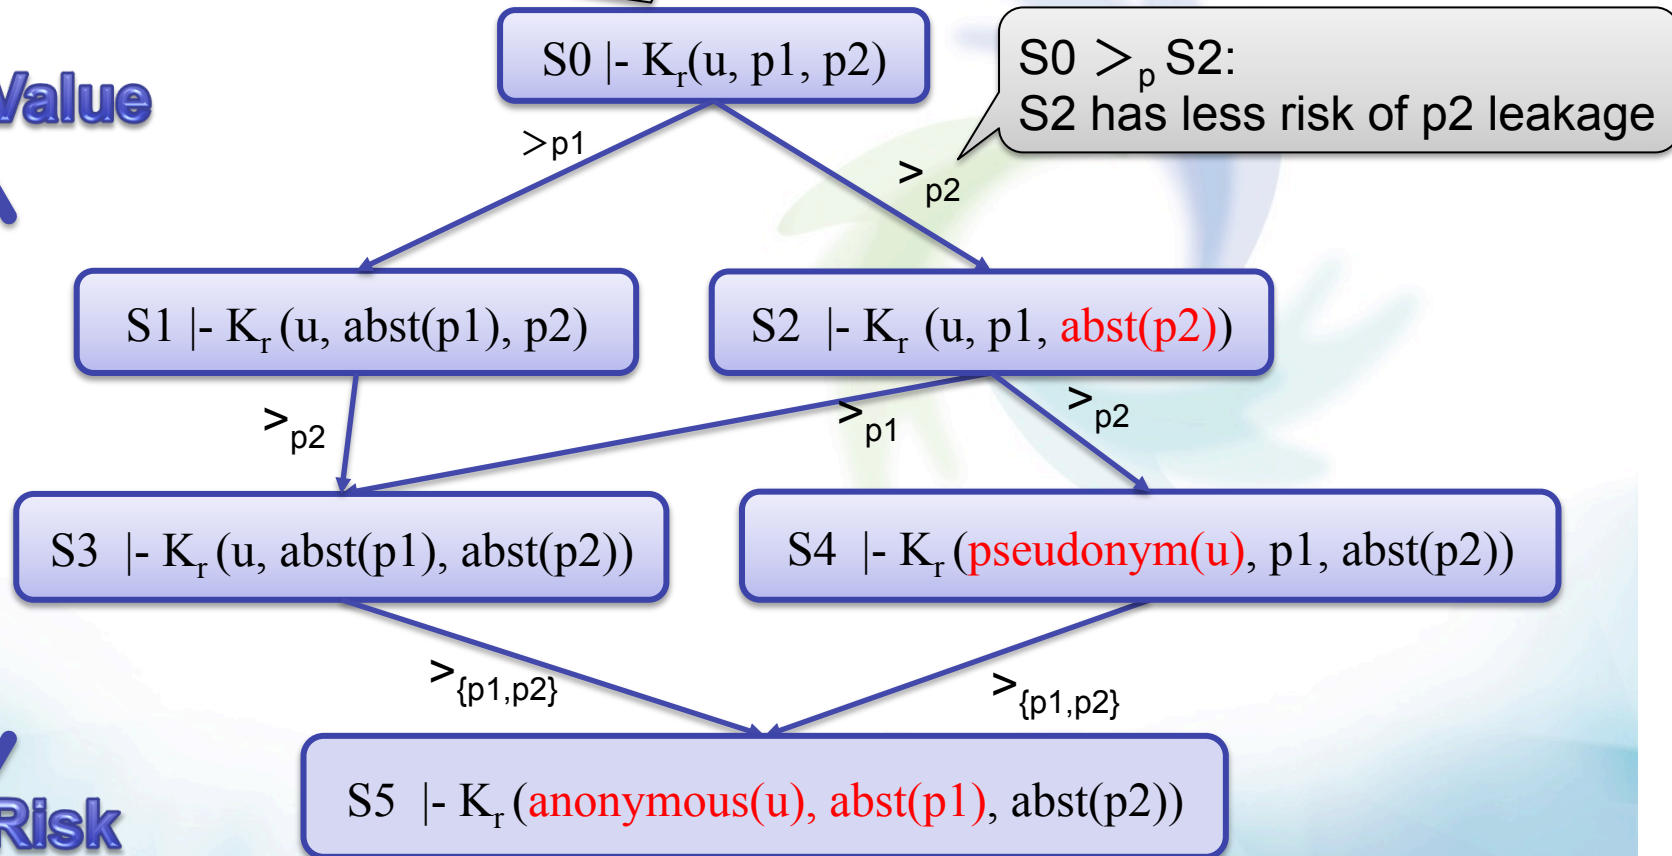 S0 |- Kᵣ(u, p1, p2)
S0 ＞ₚ S2:
S2 has less risk of p2 leakage
Value
＞p1
>p2
S1 |- Kᵣ (u, abst(p1), p2)
S2 |- Kᵣ (u, p1, abst(p2))
>p2
>p1
>p2
S3 |- Kᵣ (u, abst(p1), abst(p2))
S4 |- Kᵣ (pseudonym(u), p1, abst(p2))
>{p1,p2}
>{p1,p2}
S5 |- Kᵣ (anonymous(u), abst(p1), abst(p2))
Risk